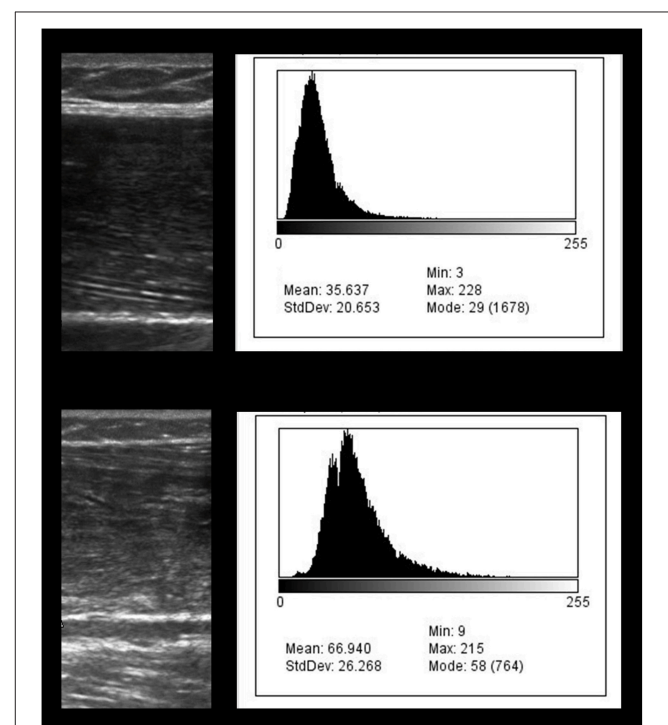 0 255
Min: 3
Mean: 35.637 Max: 228
StdDev: 20.653 Mode: 29 (1678)
0 255
Min: 9
Mean: 66.940 Max: 215
StdDev: 26.268 Mode: 58 (764)